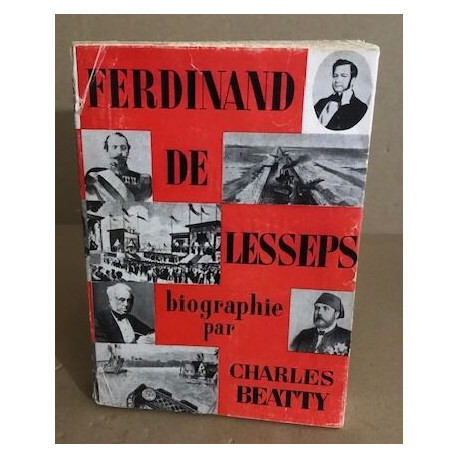 FERDINAND
DE
LESSEPS
biographie
par
CHARLES
BEATTY